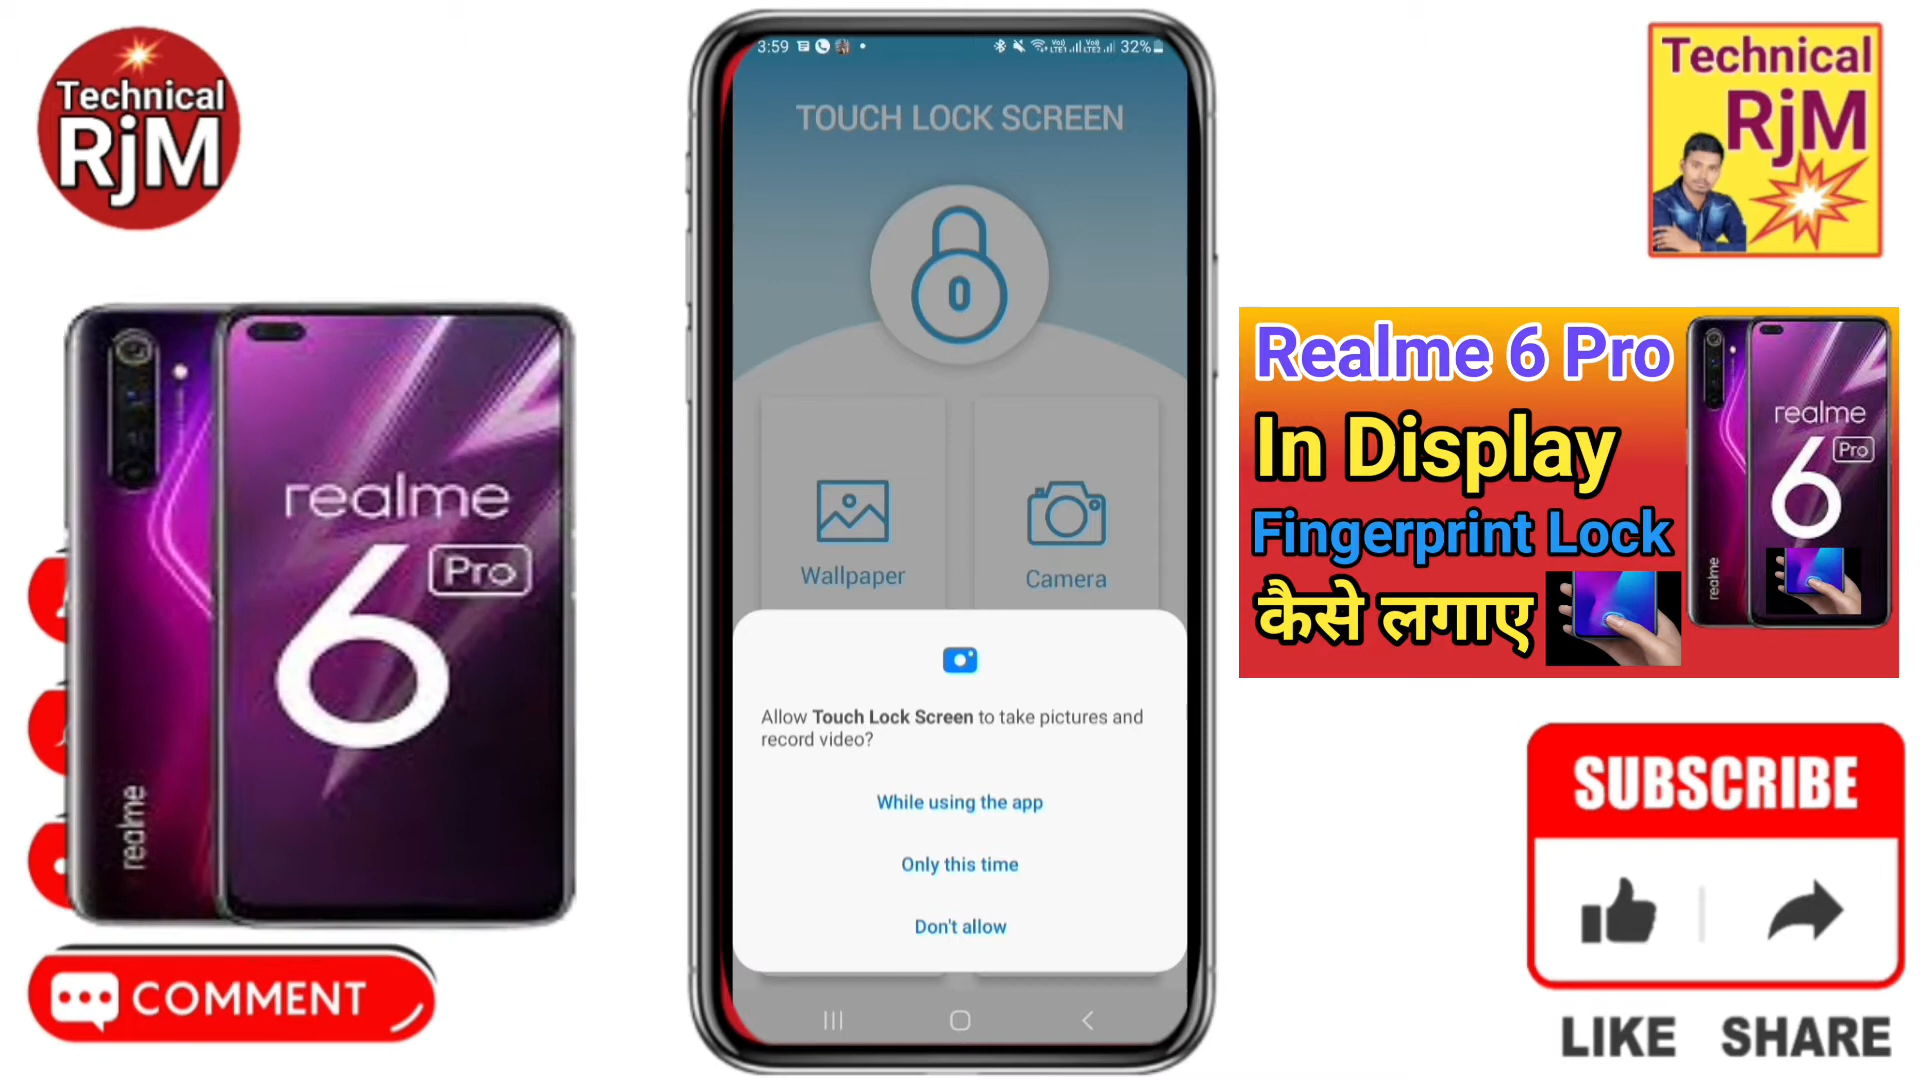 Technical
RjM
realme
6 Pro
realme
COMMENT
3:59
32%
TOUCH LOCK SCREEN
Wallpaper
Camera
Allow Touch Lock Screen to take pictures and
record video?
While using the app
Only this time
Don't allow
Technical
RjM
Realme 6 Pro
In Display
Fingerprint Lock
कैसे लगाए
realme
6 Pro
realme
SUBSCRIBE
LIKE SHARE